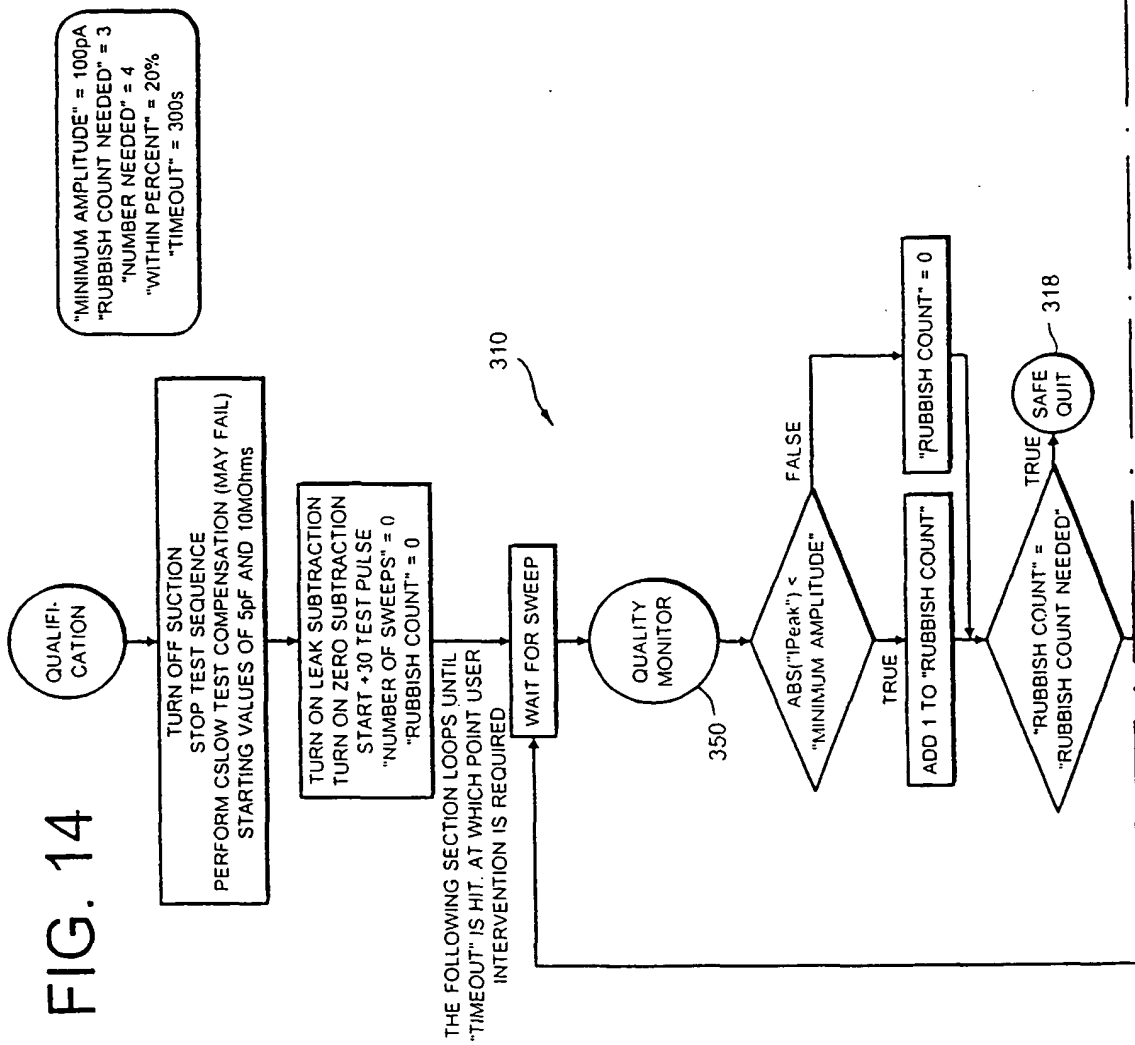 FIG. 14
"MINIMUM AMPLITUDE" = 100pA
"RUBBISH COUNT NEEDED" = 3
"NUMBER NEEDED" = 4
"WITHIN PERCENT" = 20%
"TIMEOUT" = 300s
QUALIFI-
CATION
TURN OFF SUCTION
STOP TEST SEQUENCE
PERFORM CSLOW TEST COMPENSATION (MAY FAIL)
STARTING VALUES OF 5pF AND 10MOhms
TURN ON LEAK SUBTRACTION
TURN ON ZERO SUBTRACTION
START +30 TEST PULSE
"NUMBER OF SWEEPS" = 0
"RUBBISH COUNT" = 0
THE FOLLOWING SECTION LOOPS UNTIL
"TIMEOUT" IS HIT. AT WHICH POINT USER
INTERVENTION IS REQUIRED
310
WAIT FOR SWEEP
QUALITY
MONITOR
350
ABS("IPeak") <
"MINIMUM AMPLITUDE"
FALSE
TRUE
ADD 1 TO "RUBBISH COUNT"
"RUBBISH COUNT" = 0
"RUBBISH COUNT" =
"RUBBISH COUNT NEEDED"
TRUE
SAFE
QUIT
318